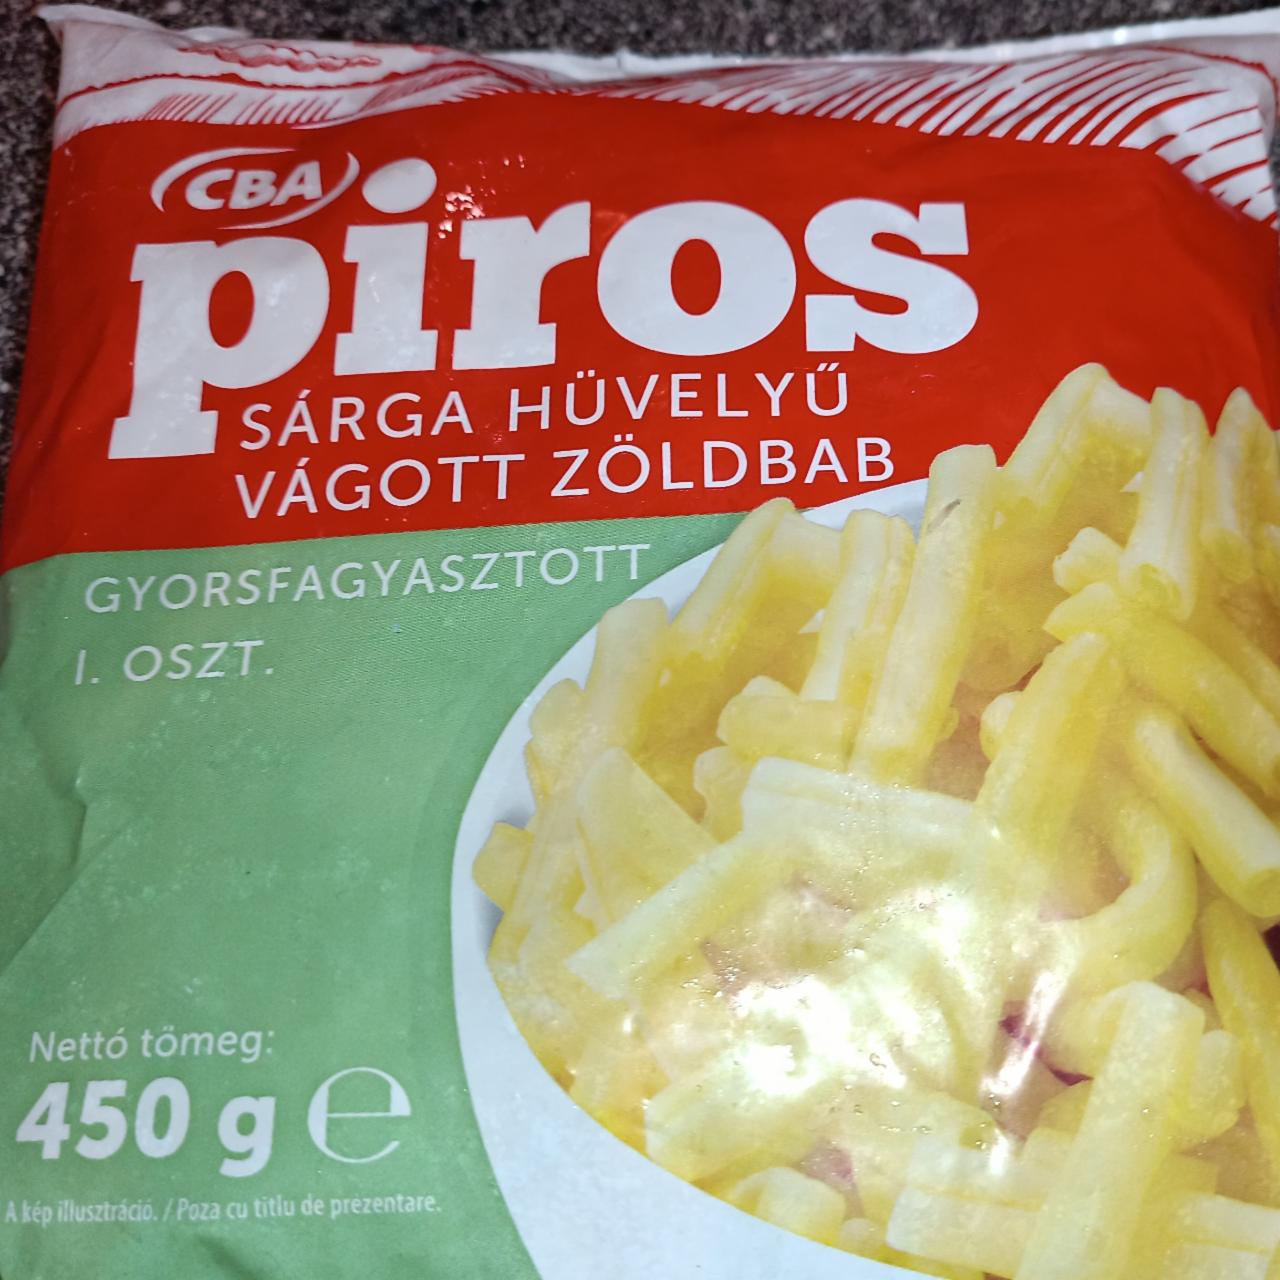 CBA
piros
SÁRGA HÜVELYŰ
VÁGOTT ZÖLDBAB
GYORSFAGYASZTOTT
I. OSZT.
Nettó tömeg:
450 g ℮
A kép illusztráció. / Poza cu titlu de prezentare.